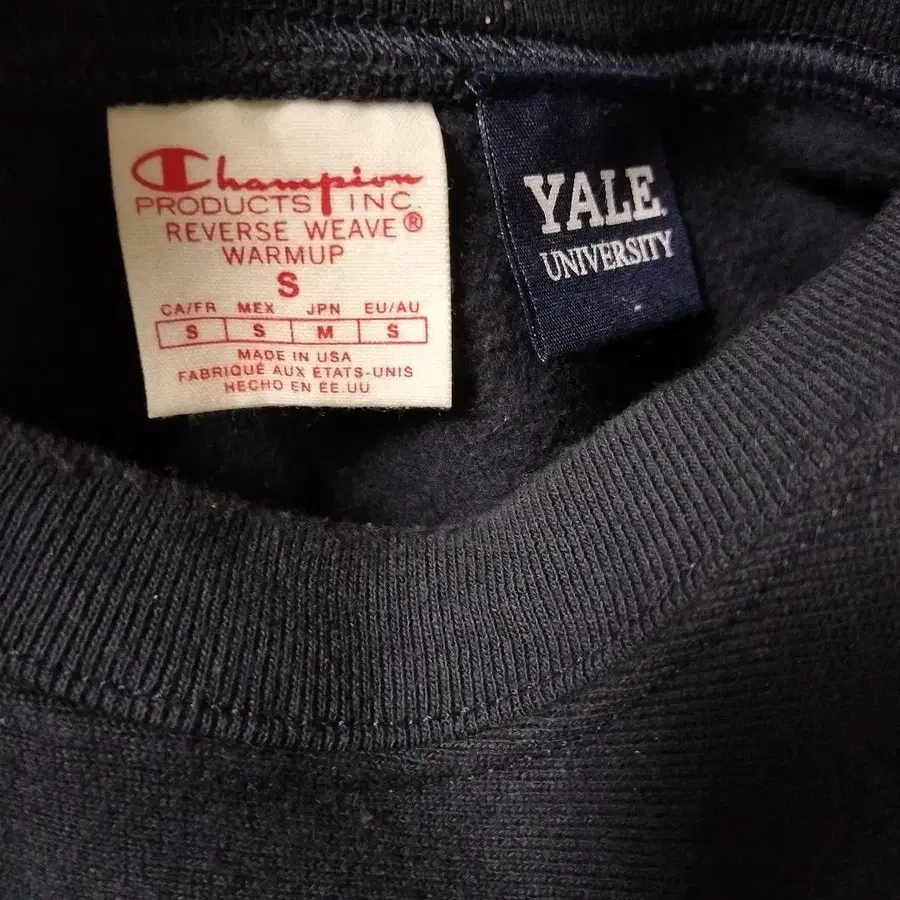 Champion
PRODUCTS INC.
REVERSE WEAVE®
WARMUP
S
CA/FR MEX JPN EU/AU
S S M S
MADE IN USA
FABRIQUÉ AUX ÉTATS-UNIS
HECHO EN EE.UU
YALE
UNIVERSITY